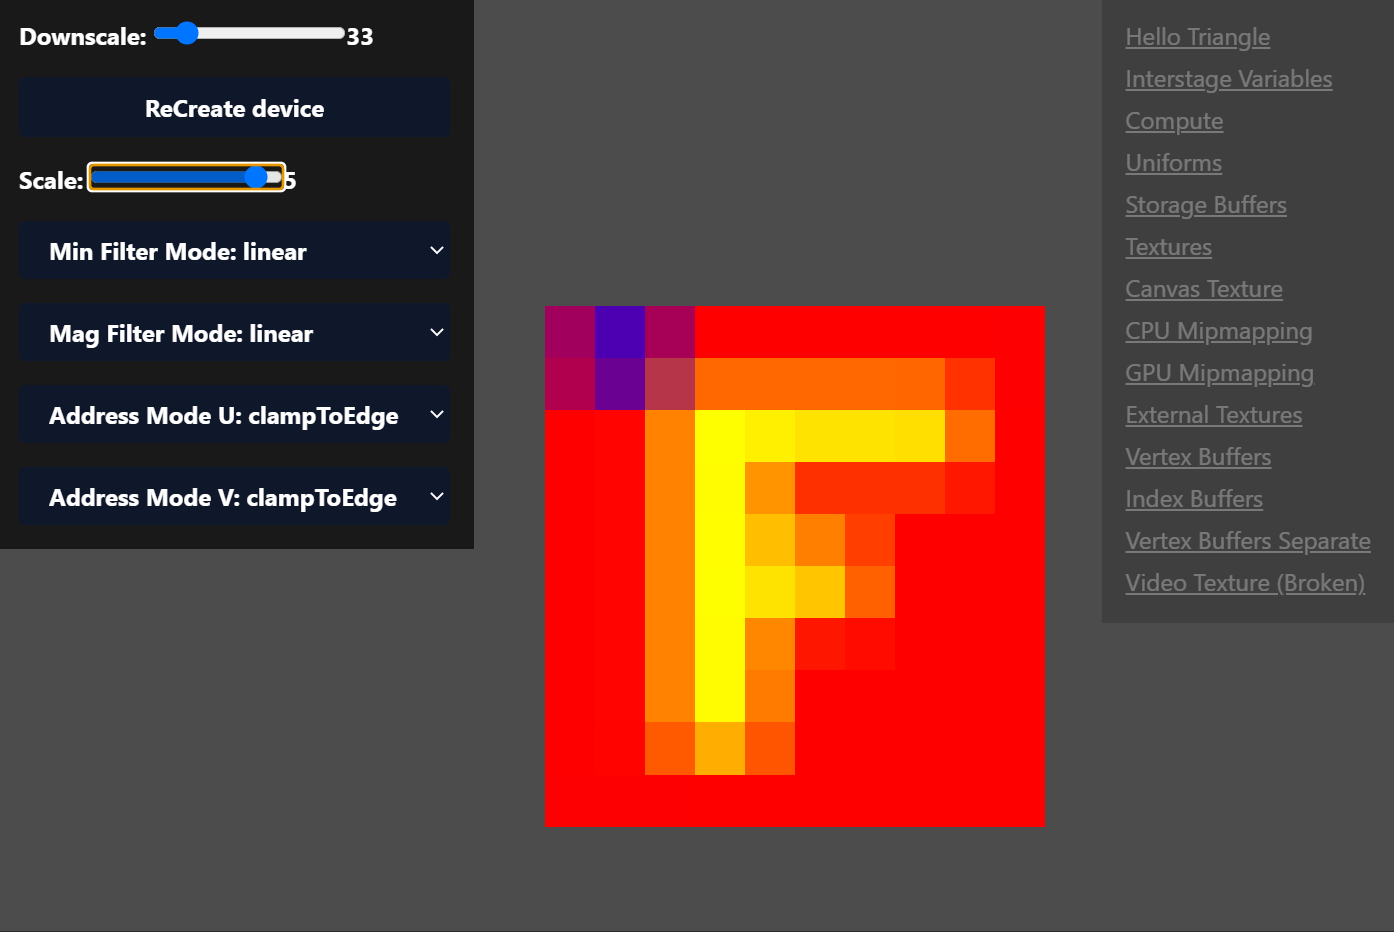 Downscale: 33
ReCreate device
Scale: 5
Min Filter Mode: linear
Mag Filter Mode: linear
Address Mode U: clampToEdge
Address Mode V: clampToEdge
F
Hello Triangle
Interstage Variables
Compute
Uniforms
Storage Buffers
Textures
Canvas Texture
CPU Mipmapping
GPU Mipmapping
External Textures
Vertex Buffers
Index Buffers
Vertex Buffers Separate
Video Texture (Broken)